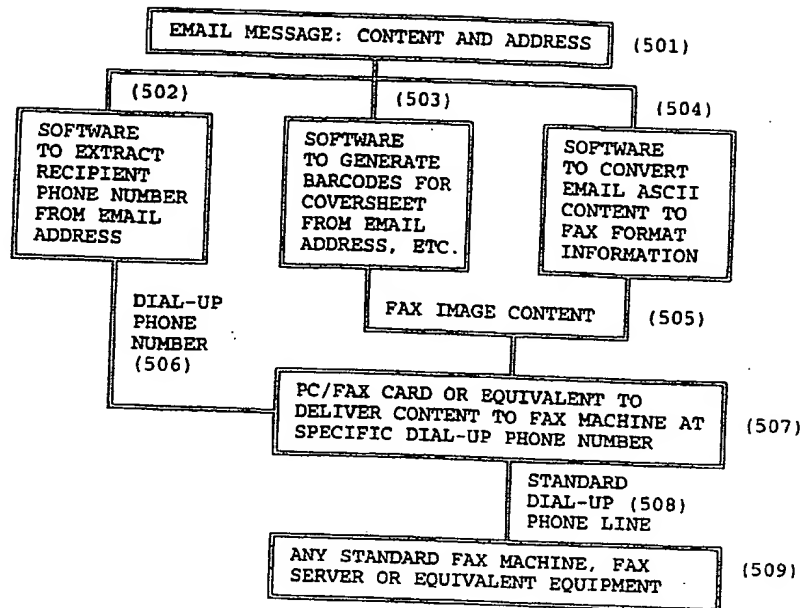 EMAIL MESSAGE: CONTENT AND ADDRESS (501)
(502)
SOFTWARE
TO EXTRACT
RECIPIENT
PHONE NUMBER
FROM EMAIL
ADDRESS
(503)
SOFTWARE
TO GENERATE
BARCODES FOR
COVERSHEET
FROM EMAIL
ADDRESS, ETC.
(504)
SOFTWARE
TO CONVERT
EMAIL ASCII
CONTENT TO
FAX FORMAT
INFORMATION
DIAL-UP
PHONE
NUMBER
(506)
FAX IMAGE CONTENT (505)
PC/FAX CARD OR EQUIVALENT TO
DELIVER CONTENT TO FAX MACHINE AT
SPECIFIC DIAL-UP PHONE NUMBER
(507)
STANDARD
DIAL-UP (508)
PHONE LINE
ANY STANDARD FAX MACHINE, FAX
SERVER OR EQUIVALENT EQUIPMENT
(509)